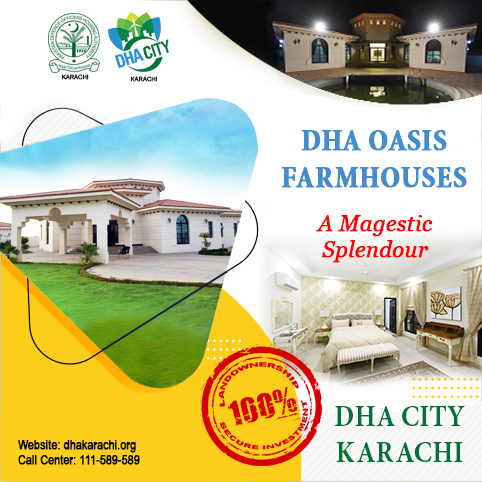 KARACHI
DHA CITY
KARACHI
DHA OASIS
FARMHOUSES
A Magestic
Splendour
LANDOWNERSHIP
100%
SECURE INVESTMENT
DHA CITY
KARACHI
Website: dhakarachi.org
Call Center: 111-589-589